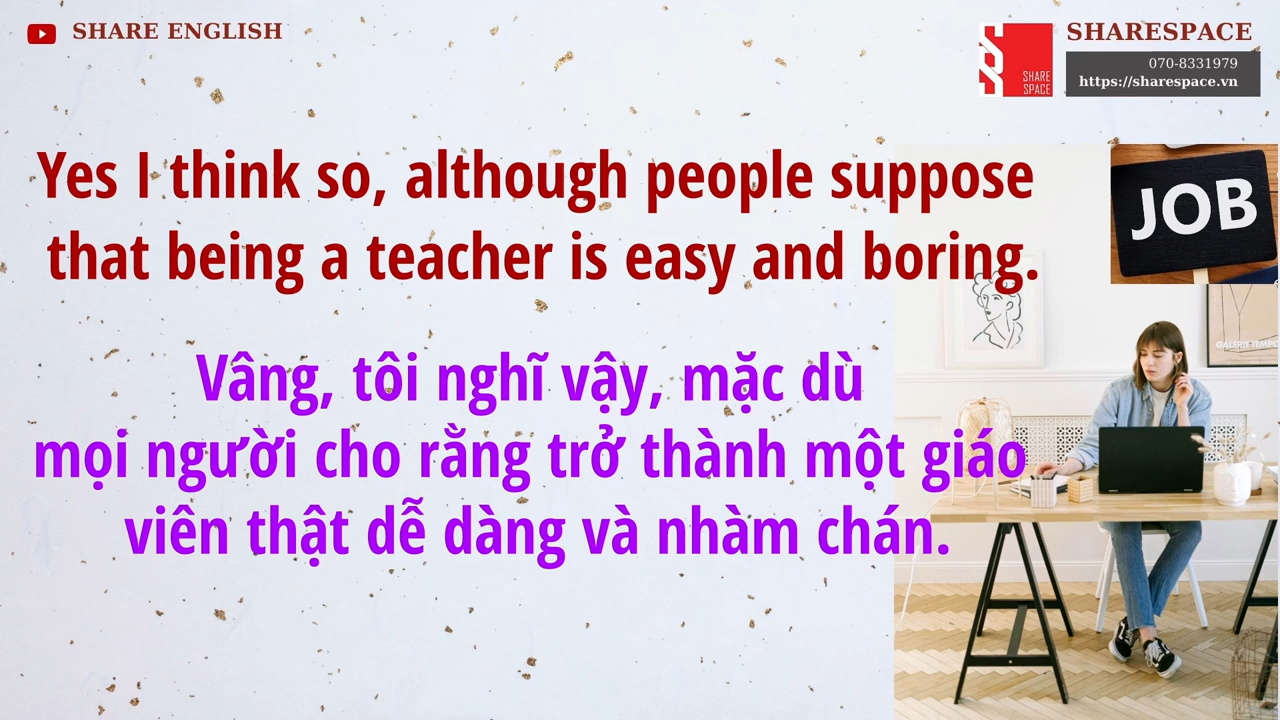 SHARE ENGLISH
SHARESPACE
070-8331979
https://sharespace.vn
SHARE
SPACE
Yes I think so, although people suppose
that being a teacher is easy and boring.
JOB
Vâng, tôi nghĩ vậy, mặc dù
mọi người cho rằng trở thành một giáo
viên thật dễ dàng và nhàm chán.
GALERIE TEMPO